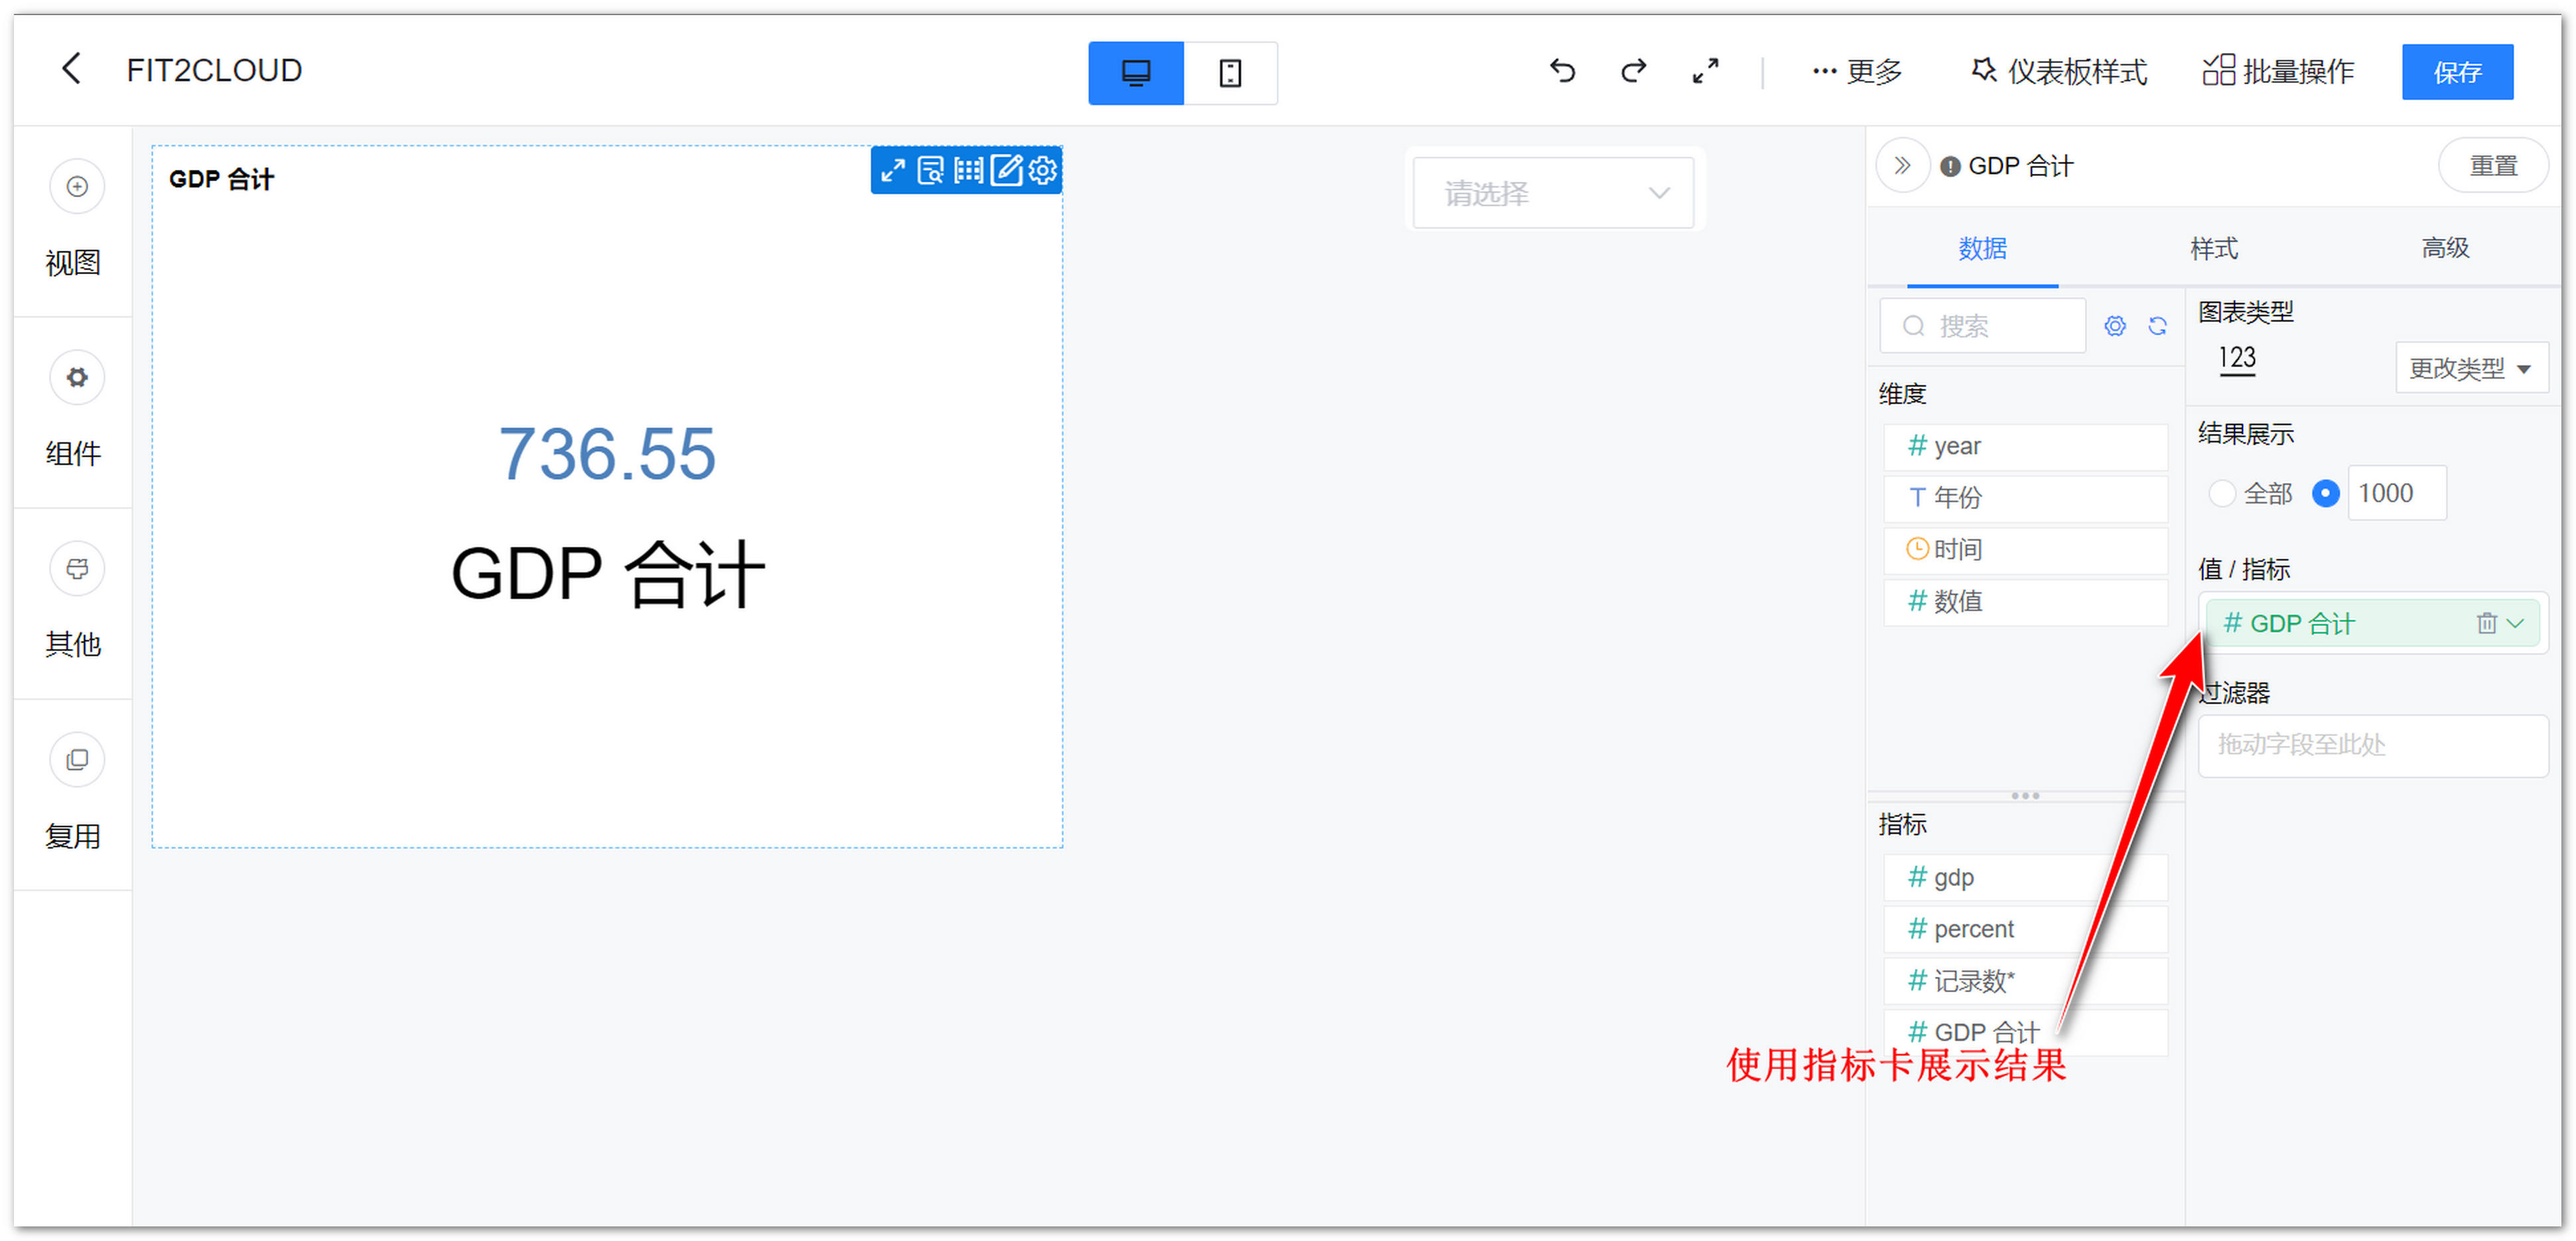 FIT2CLOUD
更多
仪表板样式
批量操作
保存
视图
组件
其他
复用
GDP 合计
736.55
GDP 合计
请选择
GDP 合计
重置
数据
样式
高级
搜索
维度
# year
T 年份
时间
# 数值
指标
# gdp
# percent
# 记录数*
# GDP 合计
使用指标卡展示结果
图表类型
123
更改类型
结果展示
全部
1000
值 / 指标
# GDP 合计
过滤器
拖动字段至此处